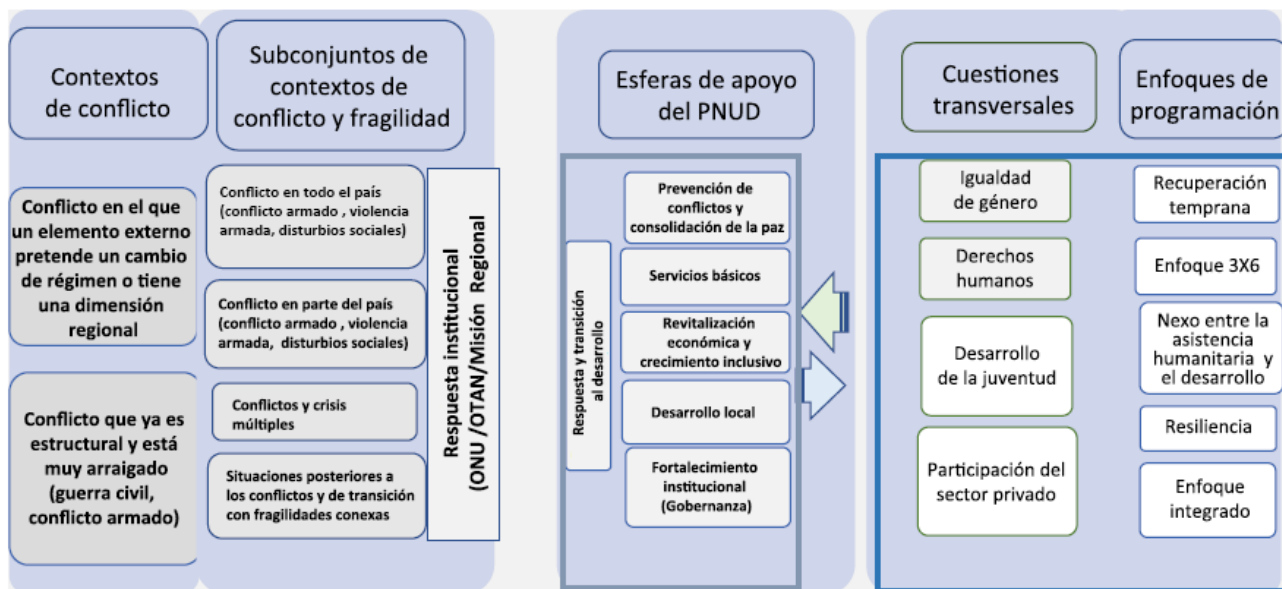 Contextos
de conflicto
Conflicto en el que
un elemento externo
pretende un cambio
de régimen o tiene
una dimensión
regional
Conflicto que ya es
estructural y está
muy arraigado
(guerra civil,
conflicto armado)
Subconjuntos de
contextos de
conflicto y fragilidad
Conflicto en todo el país
(conflicto armado , violencia
armada, disturbios sociales)
Conflicto en parte del país
(conflicto armado , violencia
armada, disturbios sociales)
Conflictos y crisis
múltiples
Situaciones posteriores a
los conflictos y de transición
con fragilidades conexas
Respuesta institucional
(ONU /OTAN/Misión Regional)
Esferas de apoyo
del PNUD
Respuesta y transición
al desarrollo
Prevención de
conflictos y
consolidación de la paz
Servicios básicos
Revitalización
económica y
crecimiento inclusivo
Desarrollo local
Fortalecimiento
institucional
(Gobernanza)
Cuestiones
transversales
Igualdad
de género
Derechos
humanos
Desarrollo
de la juventud
Participación del
sector privado
Enfoques de
programación
Recuperación
temprana
Enfoque 3X6
Nexo entre la
asistencia
humanitaria y
el desarrollo
Resiliencia
Enfoque
integrado